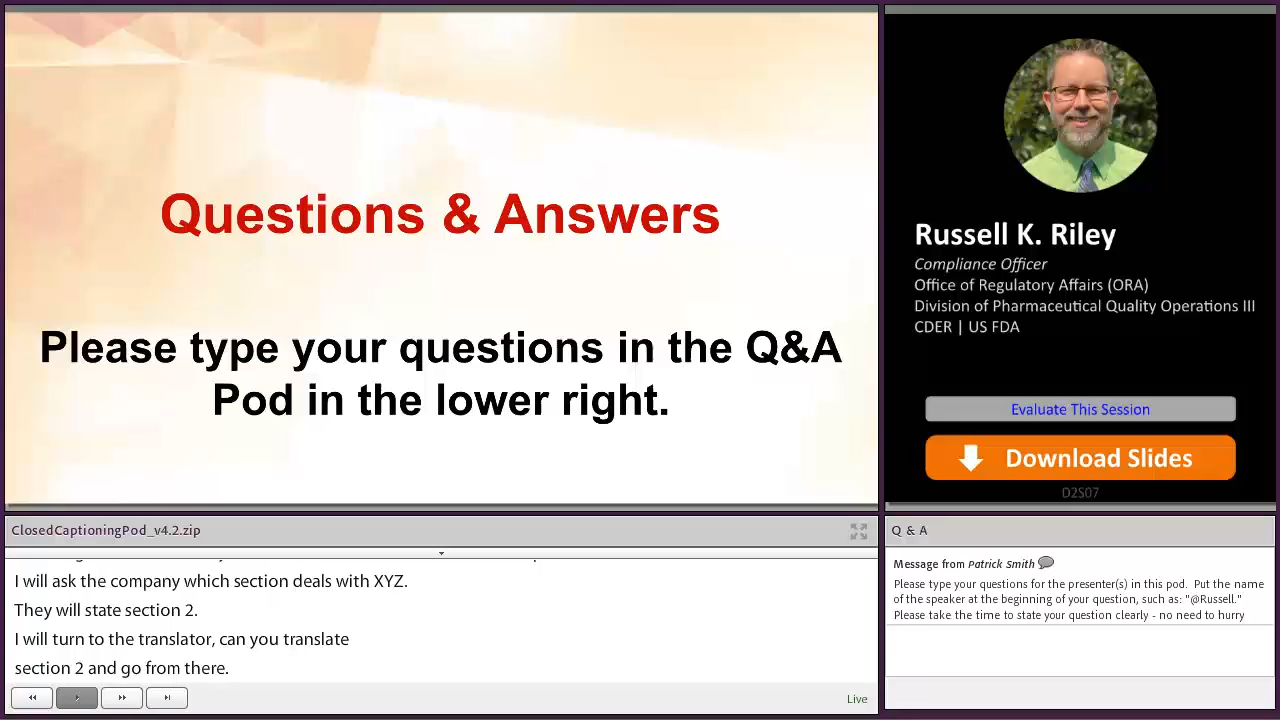 Questions & Answers
Please type your questions in the Q&A
Pod in the lower right.
Russell K. Riley
Compliance Officer
Office of Regulatory Affairs (ORA)
Division of Pharmaceutical Quality Operations III
CDER | US FDA
Evaluate This Session
Download Slides
D2S07
ClosedCaptioningPod_v4.2.zip
I will ask the company which section deals with XYZ.
They will state section 2.
I will turn to the translator, can you translate
section 2 and go from there.
Live
Q & A
Message from Patrick Smith
Please type your questions for the presenter(s) in this pod. Put the name
of the speaker at the beginning of your question, such as: "@Russell."
Please take the time to state your question clearly - no need to hurry